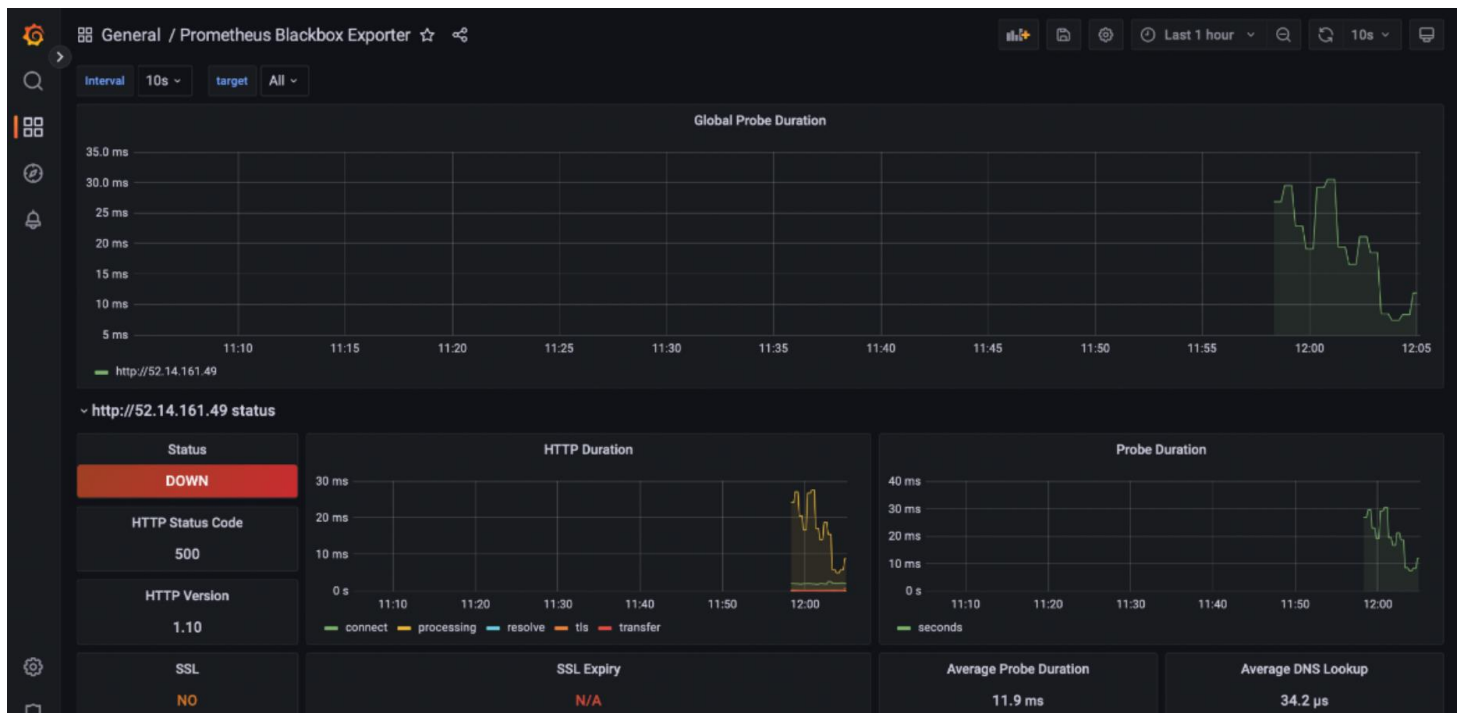 General / Prometheus Blackbox Exporter
Last 1 hour
10s
Interval 10s target All
Global Probe Duration
35.0 ms
30.0 ms
25 ms
20 ms
15 ms
10 ms
5 ms
11:10 11:15 11:20 11:25 11:30 11:35 11:40 11:45 11:50 11:55 12:00 12:05
http://52.14.161.49
http://52.14.161.49 status
Status
DOWN
HTTP Status Code
500
HTTP Version
1.10
SSL
NO
HTTP Duration
30 ms
20 ms
10 ms
0 s
11:10 11:20 11:30 11:40 11:50 12:00
connect processing resolve tls transfer
Probe Duration
40 ms
30 ms
20 ms
10 ms
0 s
11:10 11:20 11:30 11:40 11:50 12:00
seconds
SSL Expiry
N/A
Average Probe Duration
11.9 ms
Average DNS Lookup
34.2 µs